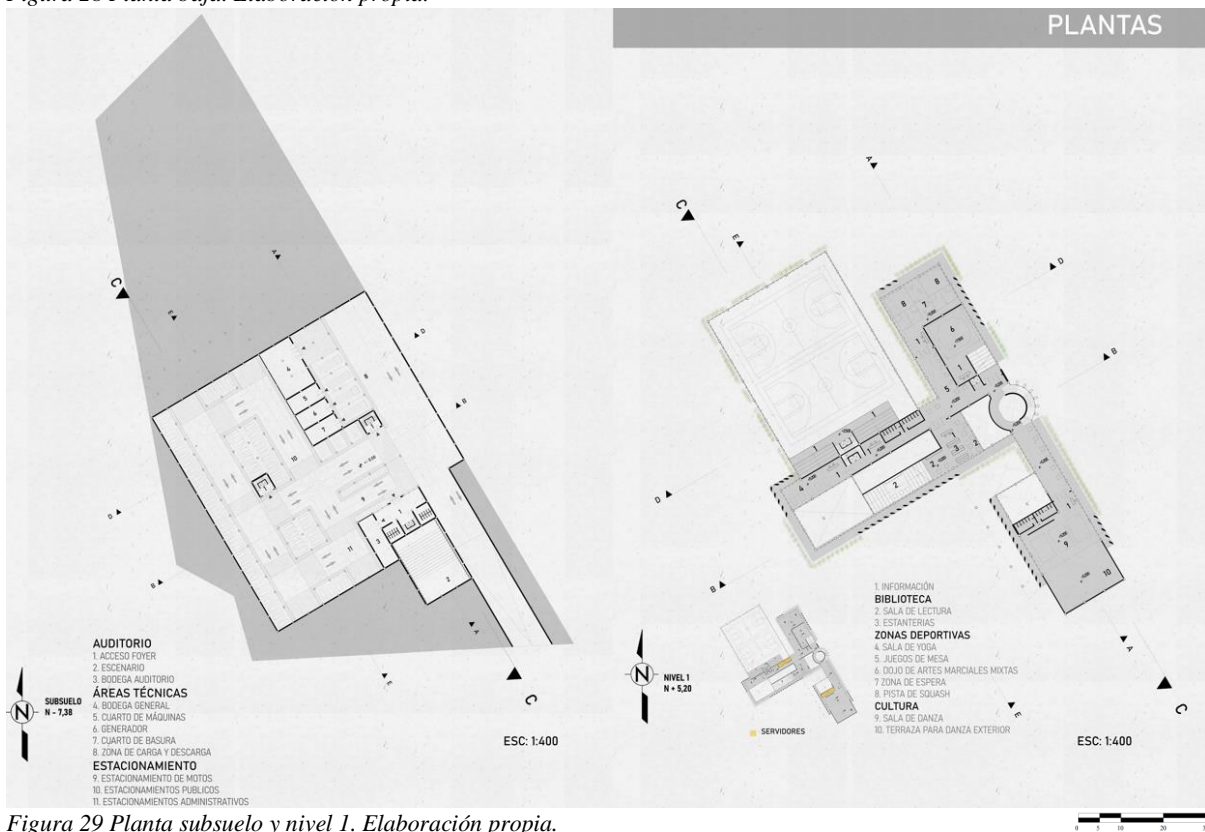 Figura 28 Planta baja. Elaboración propia.
PLANTAS
SUBSUELO
N - 7,38
N
AUDITORIO
1. ACCESO FOYER
2. ESCENARIO
3. BODEGA AUDITORIO
ÁREAS TÉCNICAS
4. BODEGA GENERAL
5. CUARTO DE MÁQUINAS
6. GENERADOR
7. CUARTO DE BASURA
8. ZONA DE CARGA Y DESCARGA
ESTACIONAMIENTO
9. ESTACIONAMIENTO DE MOTOS
10. ESTACIONAMIENTOS PUBLICOS
11. ESTACIONAMIENTOS ADMINISTRATIVOS
ESC: 1:400
NIVEL 1
N + 5,20
N
SERVIDORES
1. INFORMACIÓN
BIBLIOTECA
2. SALA DE LECTURA
3. ESTANTERIAS
ZONAS DEPORTIVAS
4. SALA DE YOGA
5. JUEGOS DE MESA
6. DOJO DE ARTES MARCIALES MIXTAS
7 ZONA DE ESPERA
8. PISTA DE SQUASH
CULTURA
9. SALA DE DANZA
10. TERRAZA PARA DANZA EXTERIOR
ESC: 1:400
Figura 29 Planta subsuelo y nivel 1. Elaboración propia.
0 5 10 20